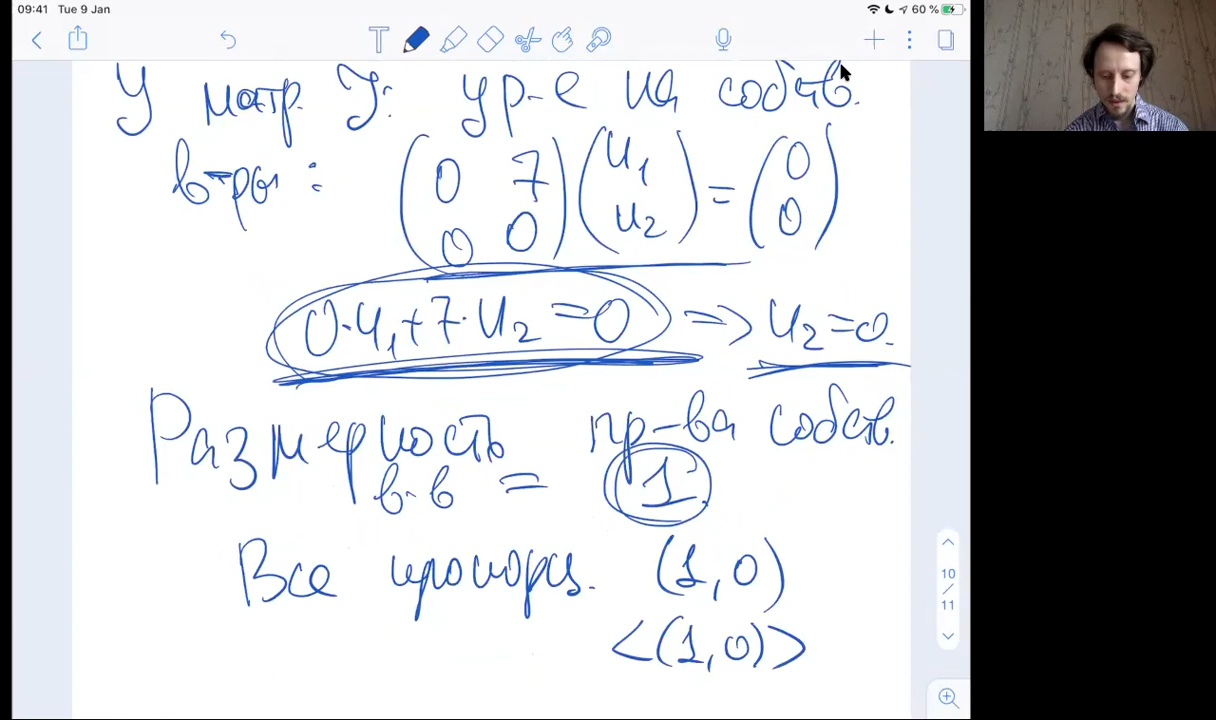 09:41 Tue 9 Jan 60 %
У матр. J: ур-е на собств.
в-ры: ( 0 7 ; 0 0 ) ( u₁ ; u₂ ) = ( 0 ; 0 )
0·u₁+7·u₂=0 => u₂=0.
Размерность пр-ва собств.
в-в = 1
Все пропорц. (1,0)
<(1,0)>
10 / 11